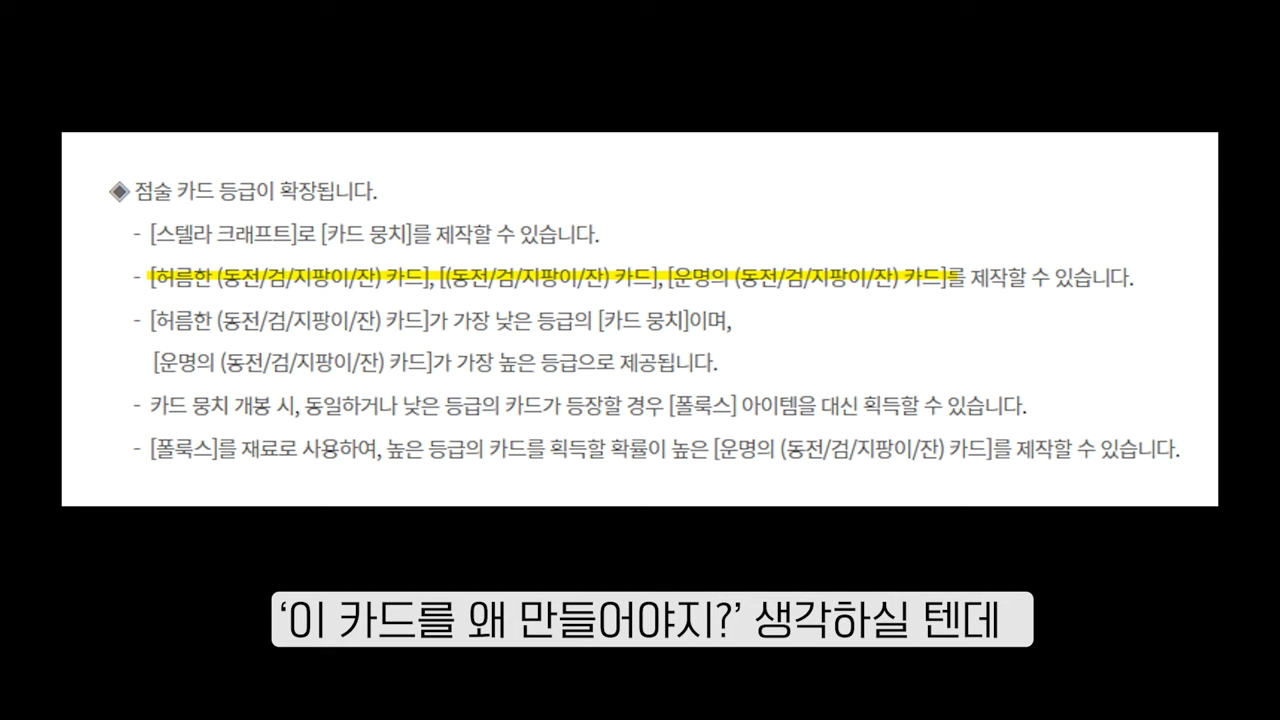 ◈ 점술 카드 등급이 확장됩니다.
- [스텔라 크래프트]로 [카드 뭉치]를 제작할 수 있습니다.
- [허름한 (동전/검/지팡이/잔) 카드], [(동전/검/지팡이/잔) 카드], [운명의 (동전/검/지팡이/잔) 카드]를 제작할 수 있습니다.
- [허름한 (동전/검/지팡이/잔) 카드]가 가장 낮은 등급의 [카드 뭉치]이며,
[운명의 (동전/검/지팡이/잔) 카드]가 가장 높은 등급으로 제공됩니다.
- 카드 뭉치 개봉 시, 동일하거나 낮은 등급의 카드가 등장할 경우 [폴룩스] 아이템을 대신 획득할 수 있습니다.
- [폴룩스]를 재료로 사용하여, 높은 등급의 카드를 획득할 확률이 높은 [운명의 (동전/검/지팡이/잔) 카드]를 제작할 수 있습니다.
‘이 카드를 왜 만들어야지?’ 생각하실 텐데